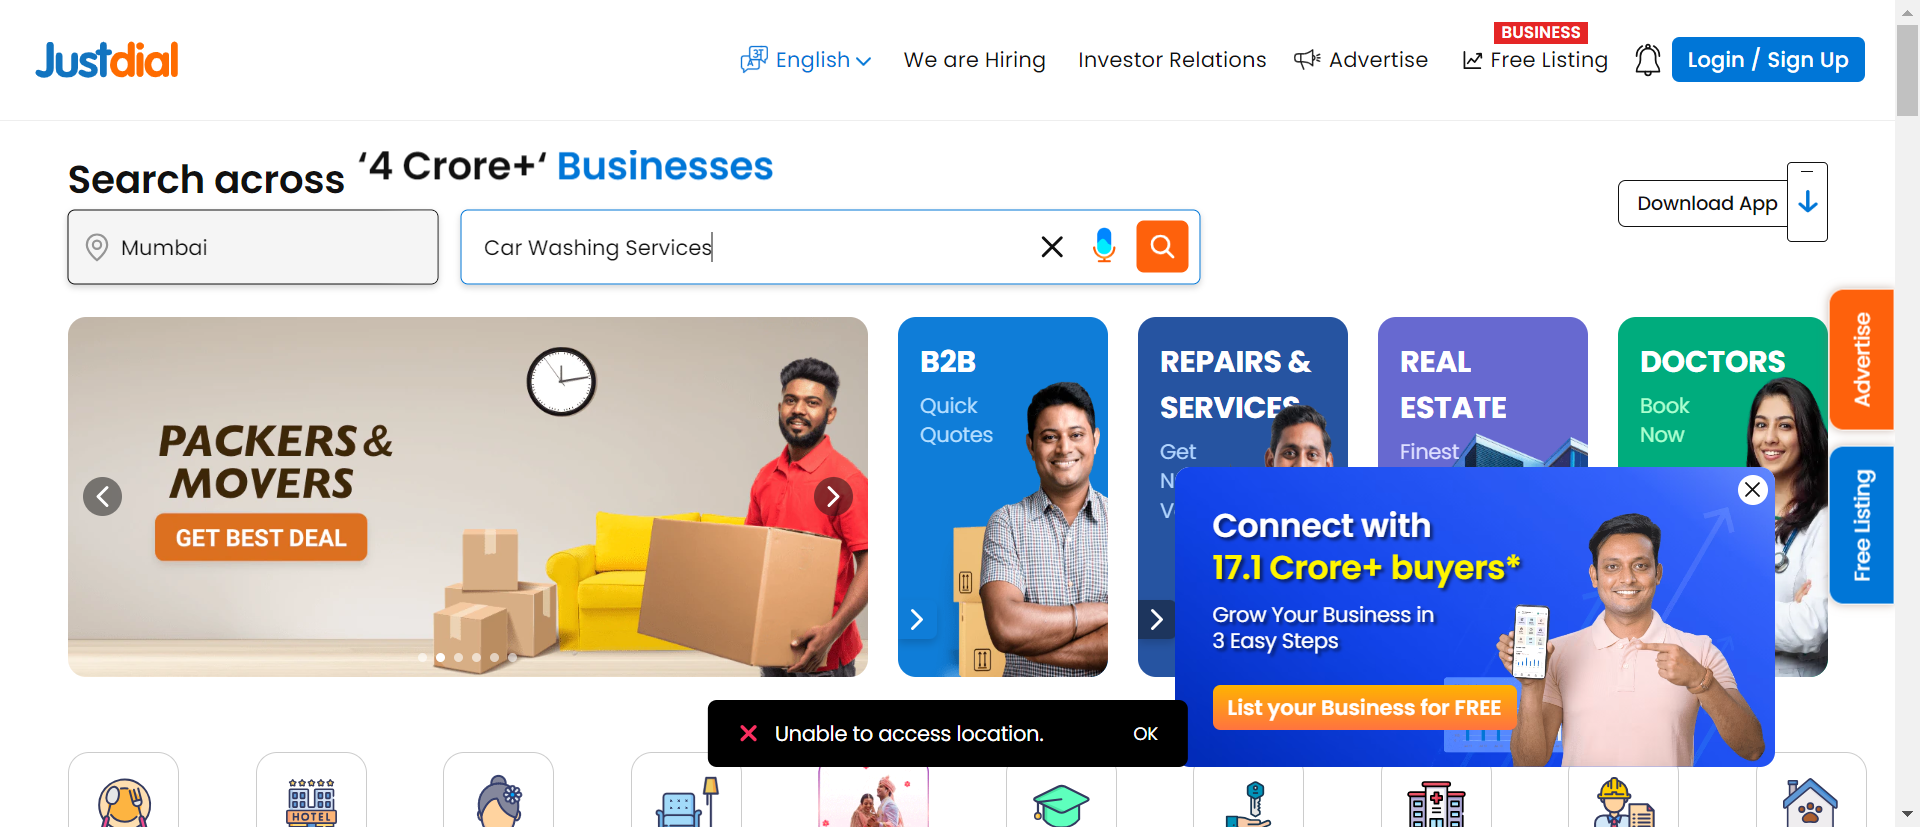 Justdial
English
We are Hiring
Investor Relations
Advertise
BUSINESS
Free Listing
Login / Sign Up
Search across ‘4 Crore+‘ Businesses
Download App
Mumbai
Car Washing Services
PACKERS &
MOVERS
GET BEST DEAL
B2B
Quick
Quotes
REPAIRS &
SERVICES
Get
REAL
ESTATE
Finest
DOCTORS
Book
Now
Advertise
Free Listing
Connect with
17.1 Crore+ buyers*
Grow Your Business in
3 Easy Steps
List your Business for FREE
Unable to access location.
OK
HOTEL